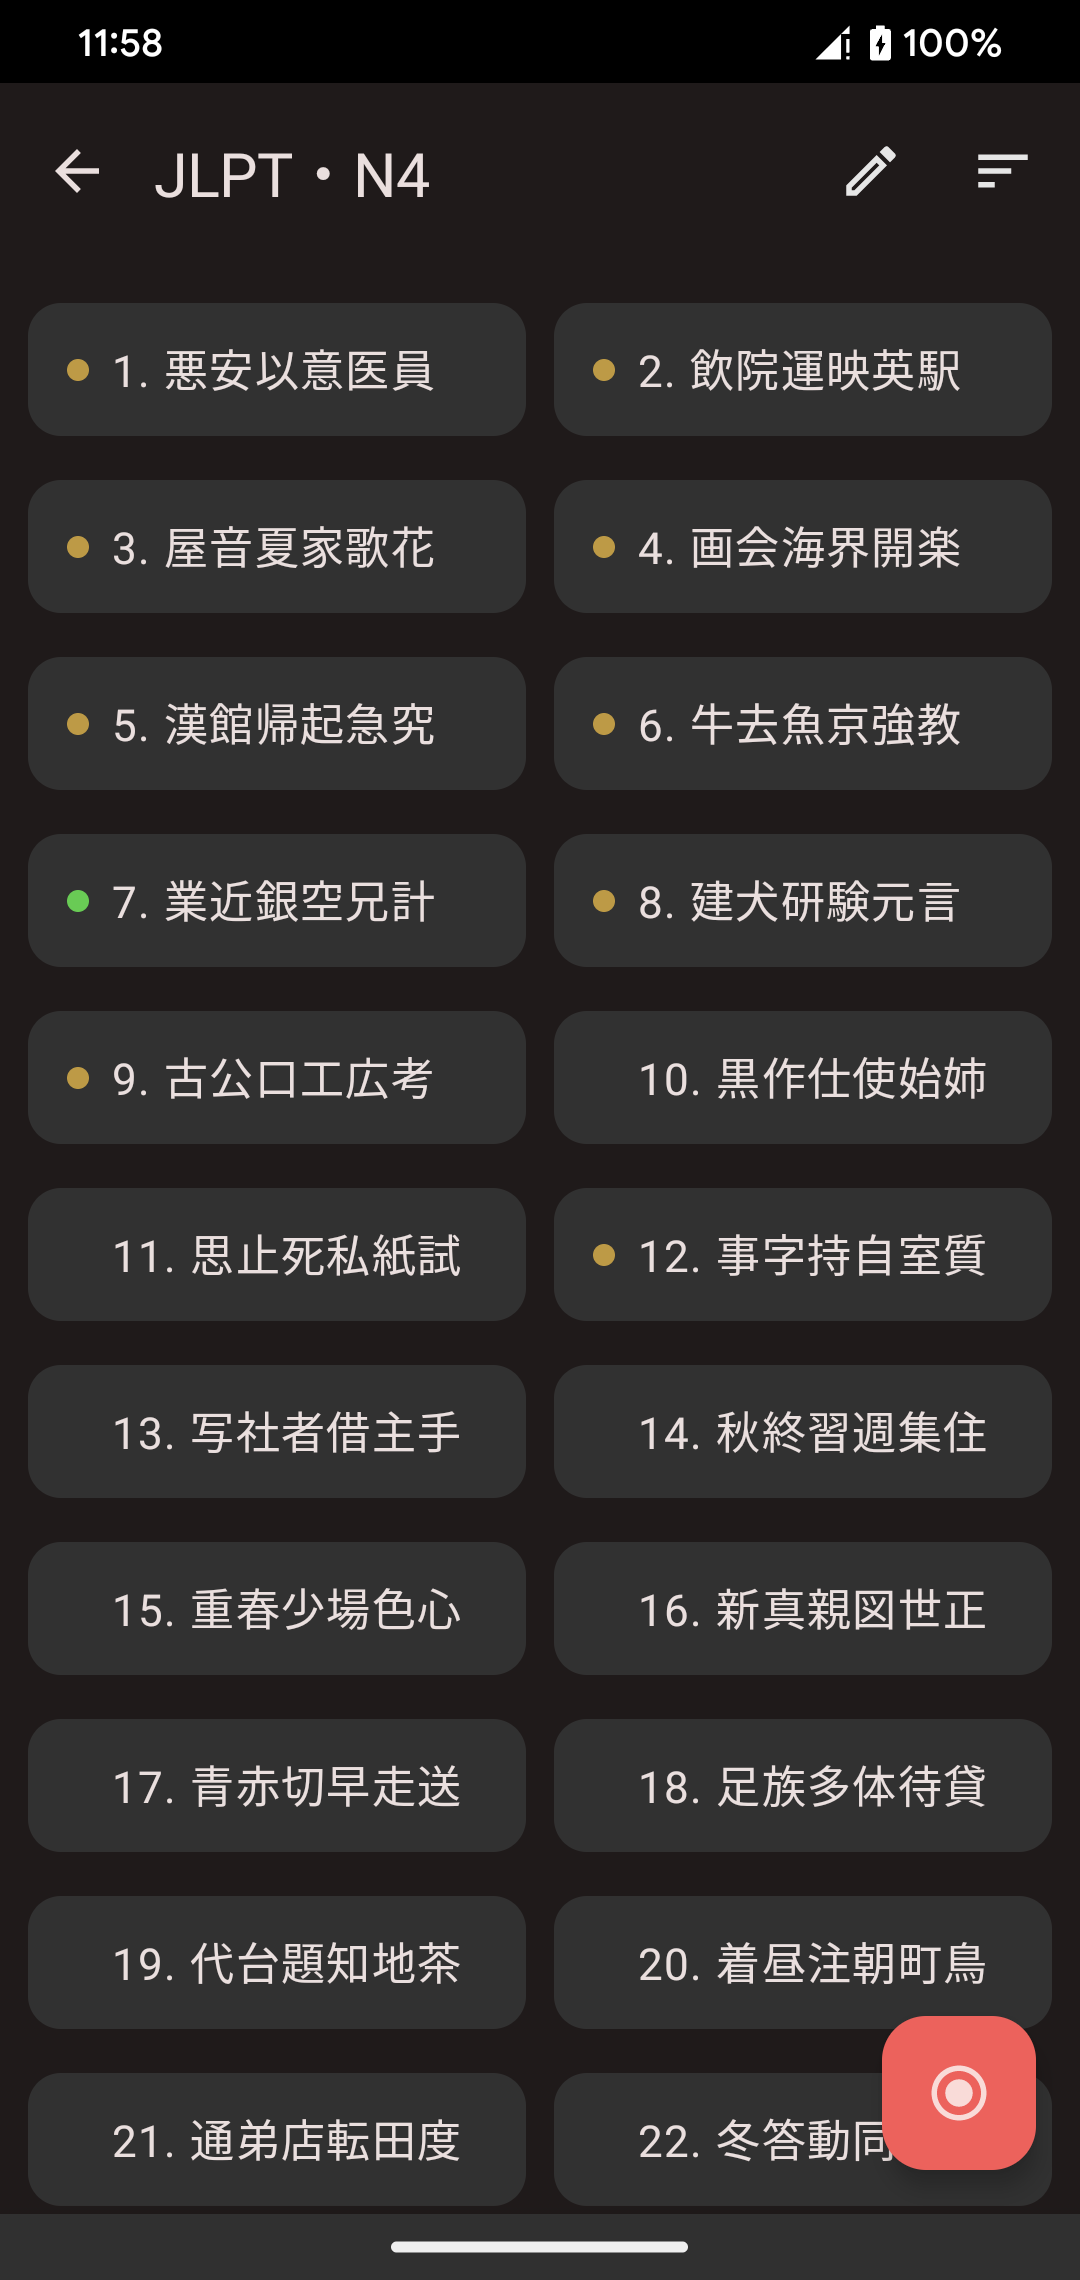 11:58 100%
JLPT・N4
1. 悪安以意医員
2. 飲院運映英駅
3. 屋音夏家歌花
4. 画会海界開楽
5. 漢館帰起急究
6. 牛去魚京強教
7. 業近銀空兄計
8. 建犬研験元言
9. 古公口工広考
10. 黒作仕使始姉
11. 思止死私紙試
12. 事字持自室質
13. 写社者借主手
14. 秋終習週集住
15. 重春少場色心
16. 新真親図世正
17. 青赤切早走送
18. 足族多体待貸
19. 代台題知地茶
20. 着昼注朝町鳥
21. 通弟店転田度
22. 冬答動同